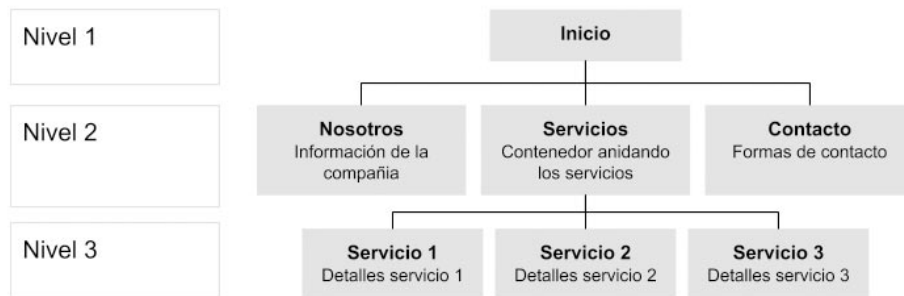 Nivel 1
Inicio
Nivel 2
Nosotros
Información de la
compañia
Servicios
Contenedor anidando
los servicios
Contacto
Formas de contacto
Nivel 3
Servicio 1
Detalles servicio 1
Servicio 2
Detalles servicio 2
Servicio 3
Detalles servicio 3